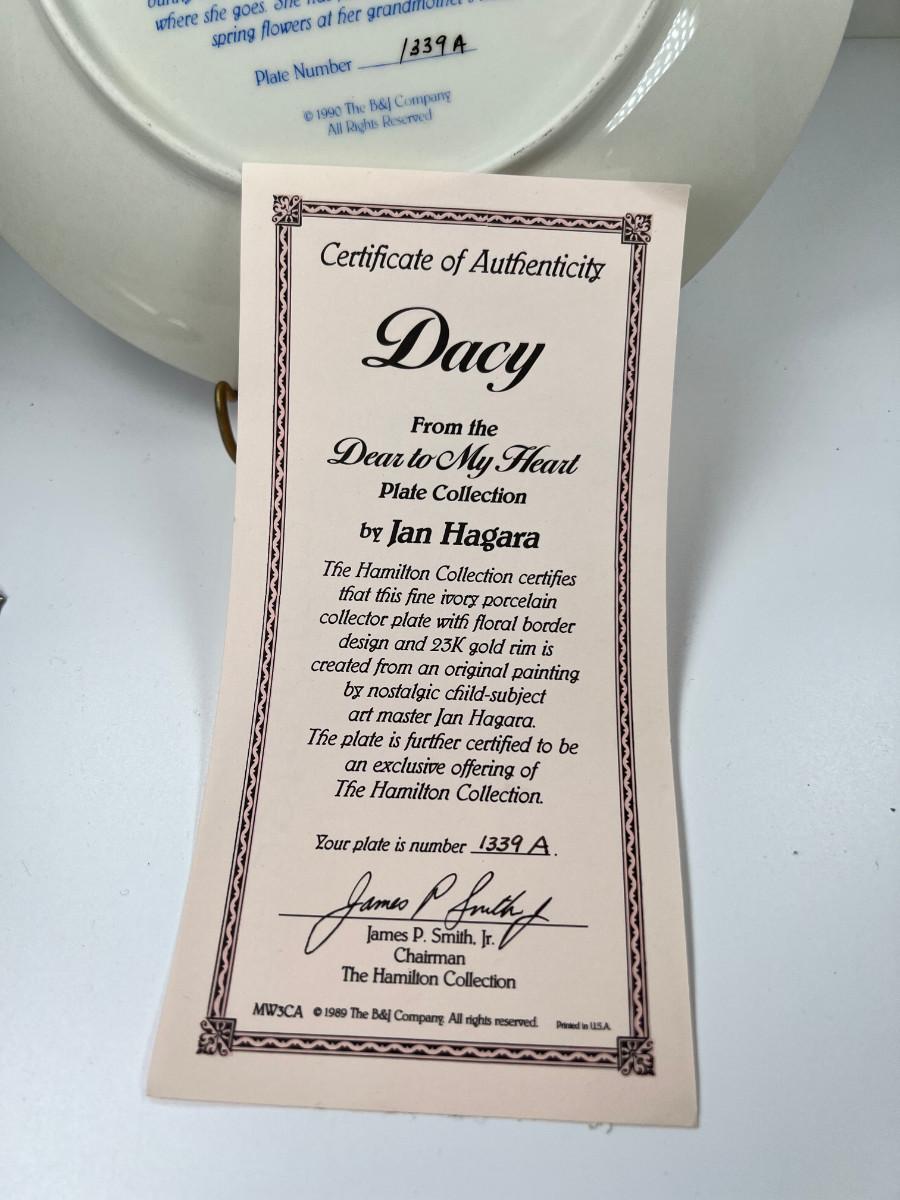 where she goes. She
spring flowers at her grandmother's
Plate Number 1339 A
© 1990 The B&J Company
All Rights Reserved
Certificate of Authenticity
Dacy
From the
Dear to My Heart
Plate Collection
by Jan Hagara
The Hamilton Collection certifies
that this fine ivory porcelain
collector plate with floral border
design and 23K gold rim is
created from an original painting
by nostalgic child-subject
art master Jan Hagara.
The plate is further certified to be
an exclusive offering of
The Hamilton Collection.
Your plate is number 1339 A.
James P Smith Jr
James P. Smith, Jr.
Chairman
The Hamilton Collection
MW3CA © 1989 The B&J Company. All rights reserved. Printed in U.S.A.